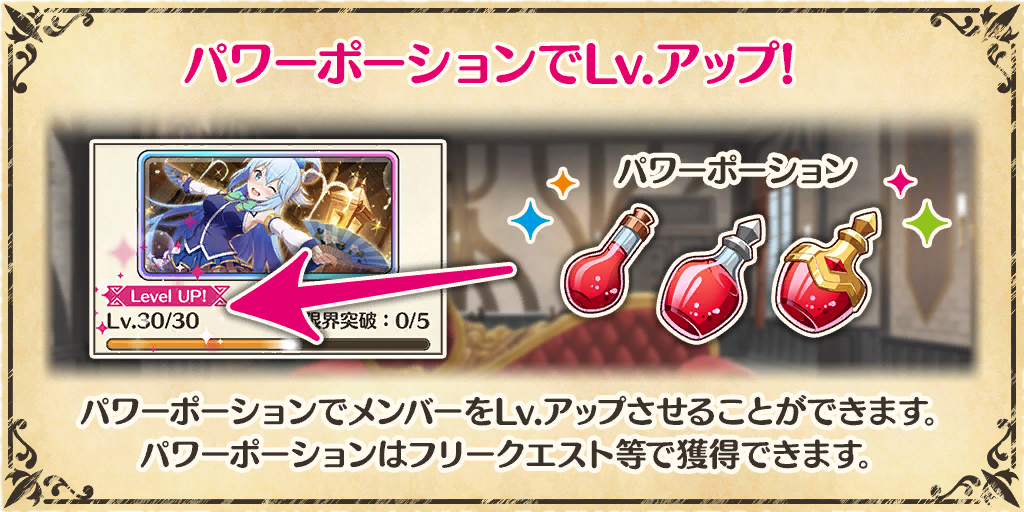 パワーポーションでLv.アップ!
パワーポーション
Level UP!
Lv.30/30
限界突破：0/5
パワーポーションでメンバーをLv.アップさせることができます。
パワーポーションはフリークエスト等で獲得できます。